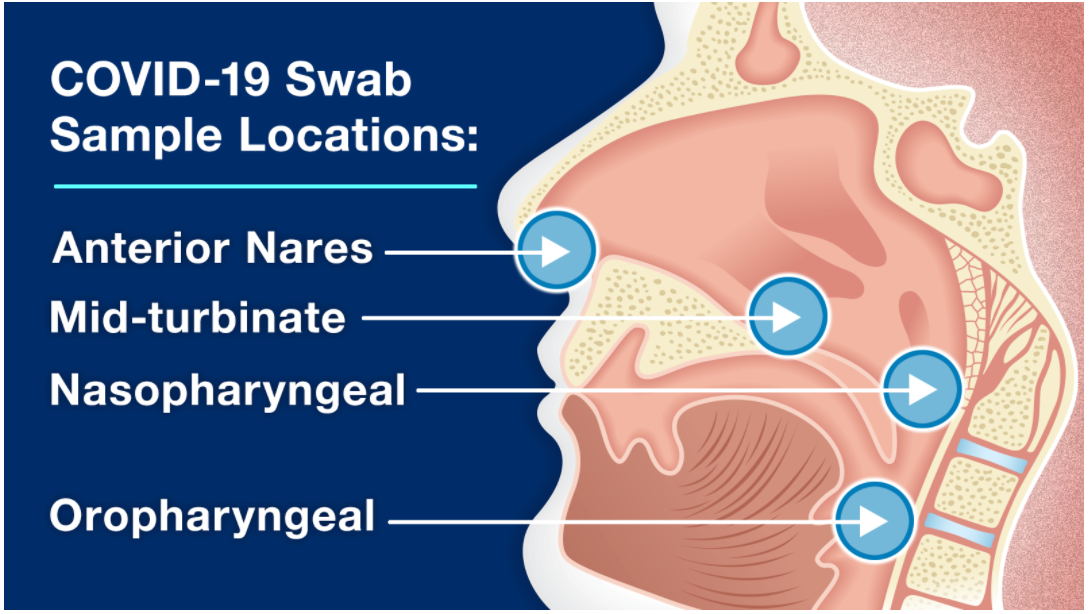 COVID-19 Swab
Sample Locations:
Anterior Nares
Mid-turbinate
Nasopharyngeal
Oropharyngeal